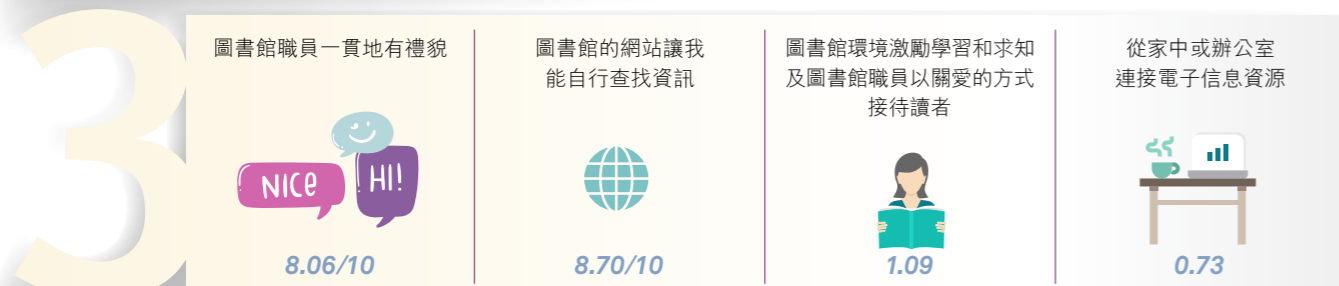 3
圖書館職員一貫地有禮貌
NICE
HI!
8.06/10
圖書館的網站讓我
能自行查找資訊
8.70/10
圖書館環境激勵學習和求知
及圖書館職員以關愛的方式
接待讀者
1.09
從家中或辦公室
連接電子信息資源
0.73